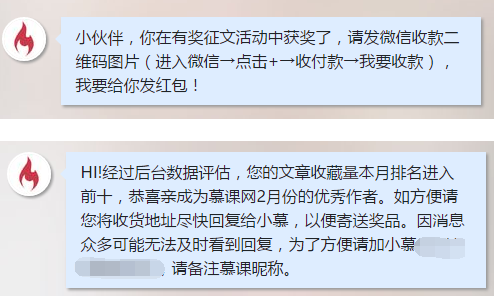 小伙伴，你在有奖征文活动中获奖了，请发微信收款二
维码图片（进入微信→点击+→收付款→我要收款），
我要给你发红包！
HI!经过后台数据评估，您的文章收藏量本月排名进入
前十，恭喜亲成为慕课网2月份的优秀作者。如方便请
您将收货地址尽快回复给小慕，以便寄送奖品。因消息
众多可能无法及时看到回复，为了方便请加小慕
，请备注慕课昵称。